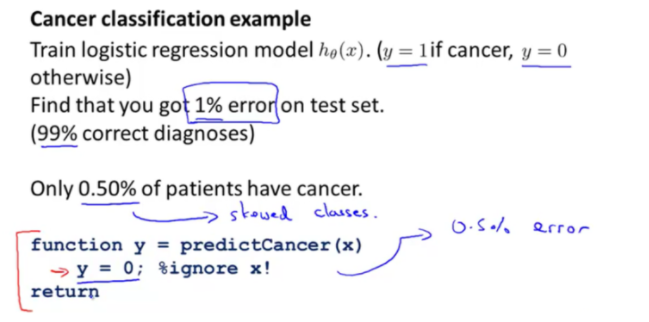 Cancer classification example
Train logistic regression model hθ(x). (y = 1 if cancer, y = 0
otherwise)
Find that you got 1% error on test set.
(99% correct diagnoses)
Only 0.50% of patients have cancer.
skewed classes.
0.5% error
function y = predictCancer(x)
y = 0; %ignore x!
return